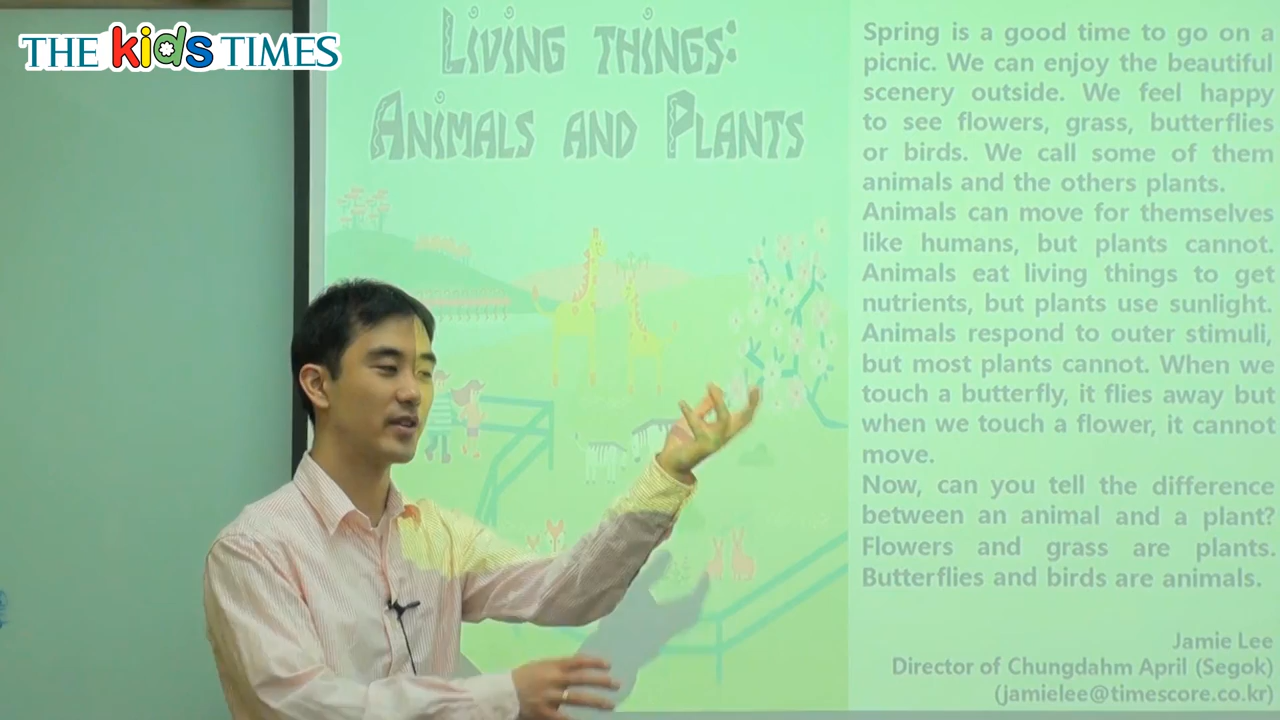 THE kids TIMES
LIVING THINGS:
ANIMALS AND PLANTS
Spring is a good time to go on a
picnic. We can enjoy the beautiful
scenery outside. We feel happy
to see flowers, grass, butterflies
or birds. We call some of them
animals and the others plants.
Animals can move for themselves
like humans, but plants cannot.
Animals eat living things to get
nutrients, but plants use sunlight.
Animals respond to outer stimuli,
but most plants cannot. When we
touch a butterfly, it flies away but
when we touch a flower, it cannot
move.
Now, can you tell the difference
between an animal and a plant?
Flowers and grass are plants.
Butterflies and birds are animals.
Jamie Lee
Director of Chungdahm April (Segok)
(jamielee@timescore.co.kr)